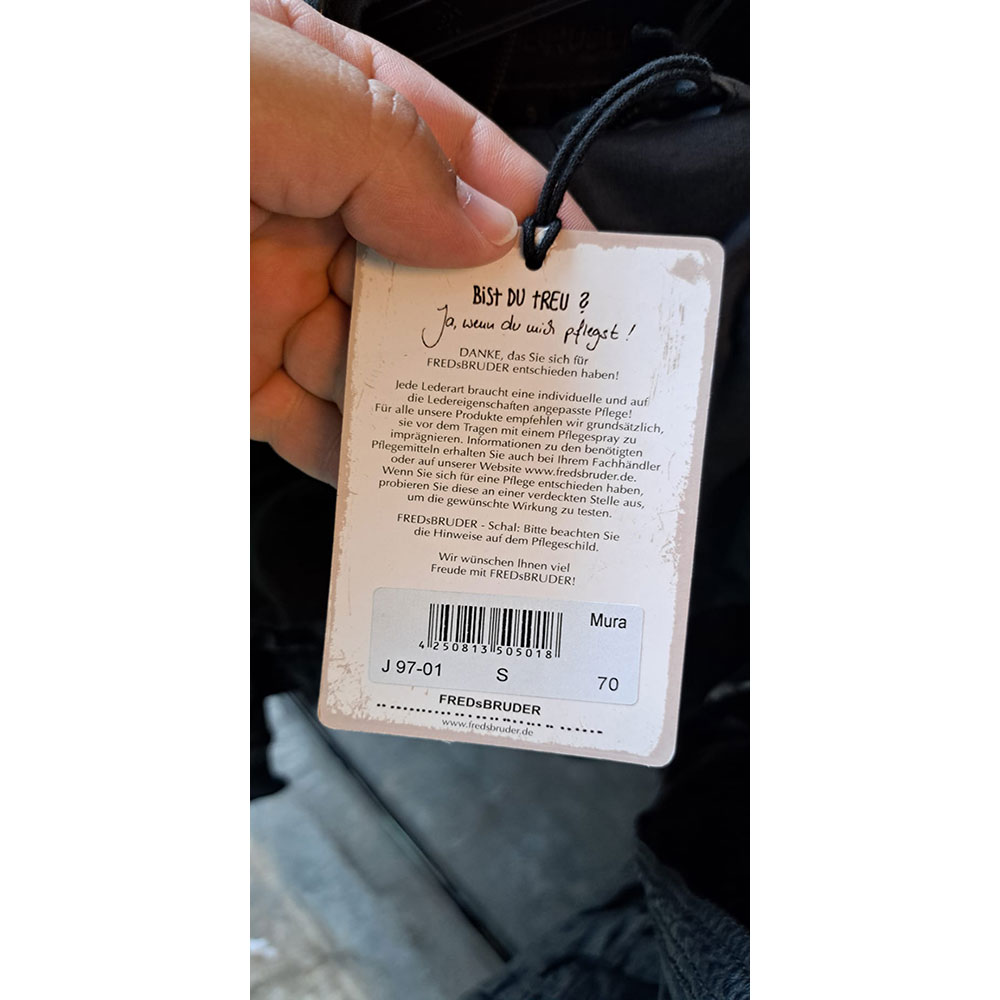 BiST DU tREU ?
Ja, wenn du mich pflegst!
DANKE, das Sie sich für
FREDsBRUDER entschieden haben!
Jede Lederart braucht eine individuelle und auf
die Ledereigenschaften angepasste Pflege!
Für alle unsere Produkte empfehlen wir grundsätzlich,
sie vor dem Tragen mit einem Pflegespray zu
imprägnieren. Informationen zu den benötigten
Pflegemitteln erhalten Sie auch bei Ihrem Fachhändler
oder auf unserer Website www.fredsbruder.de.
Wenn Sie sich für eine Pflege entschieden haben,
probieren Sie diese an einer verdeckten Stelle aus,
um die gewünschte Wirkung zu testen.
FREDsBRUDER - Schal: Bitte beachten Sie
die Hinweise auf dem Pflegeschild.
Wir wünschen Ihnen viel
Freude mit FREDsBRUDER!
Mura
4 250813 505018
J 97-01 S 70
FREDsBRUDER
www.fredsbruder.de